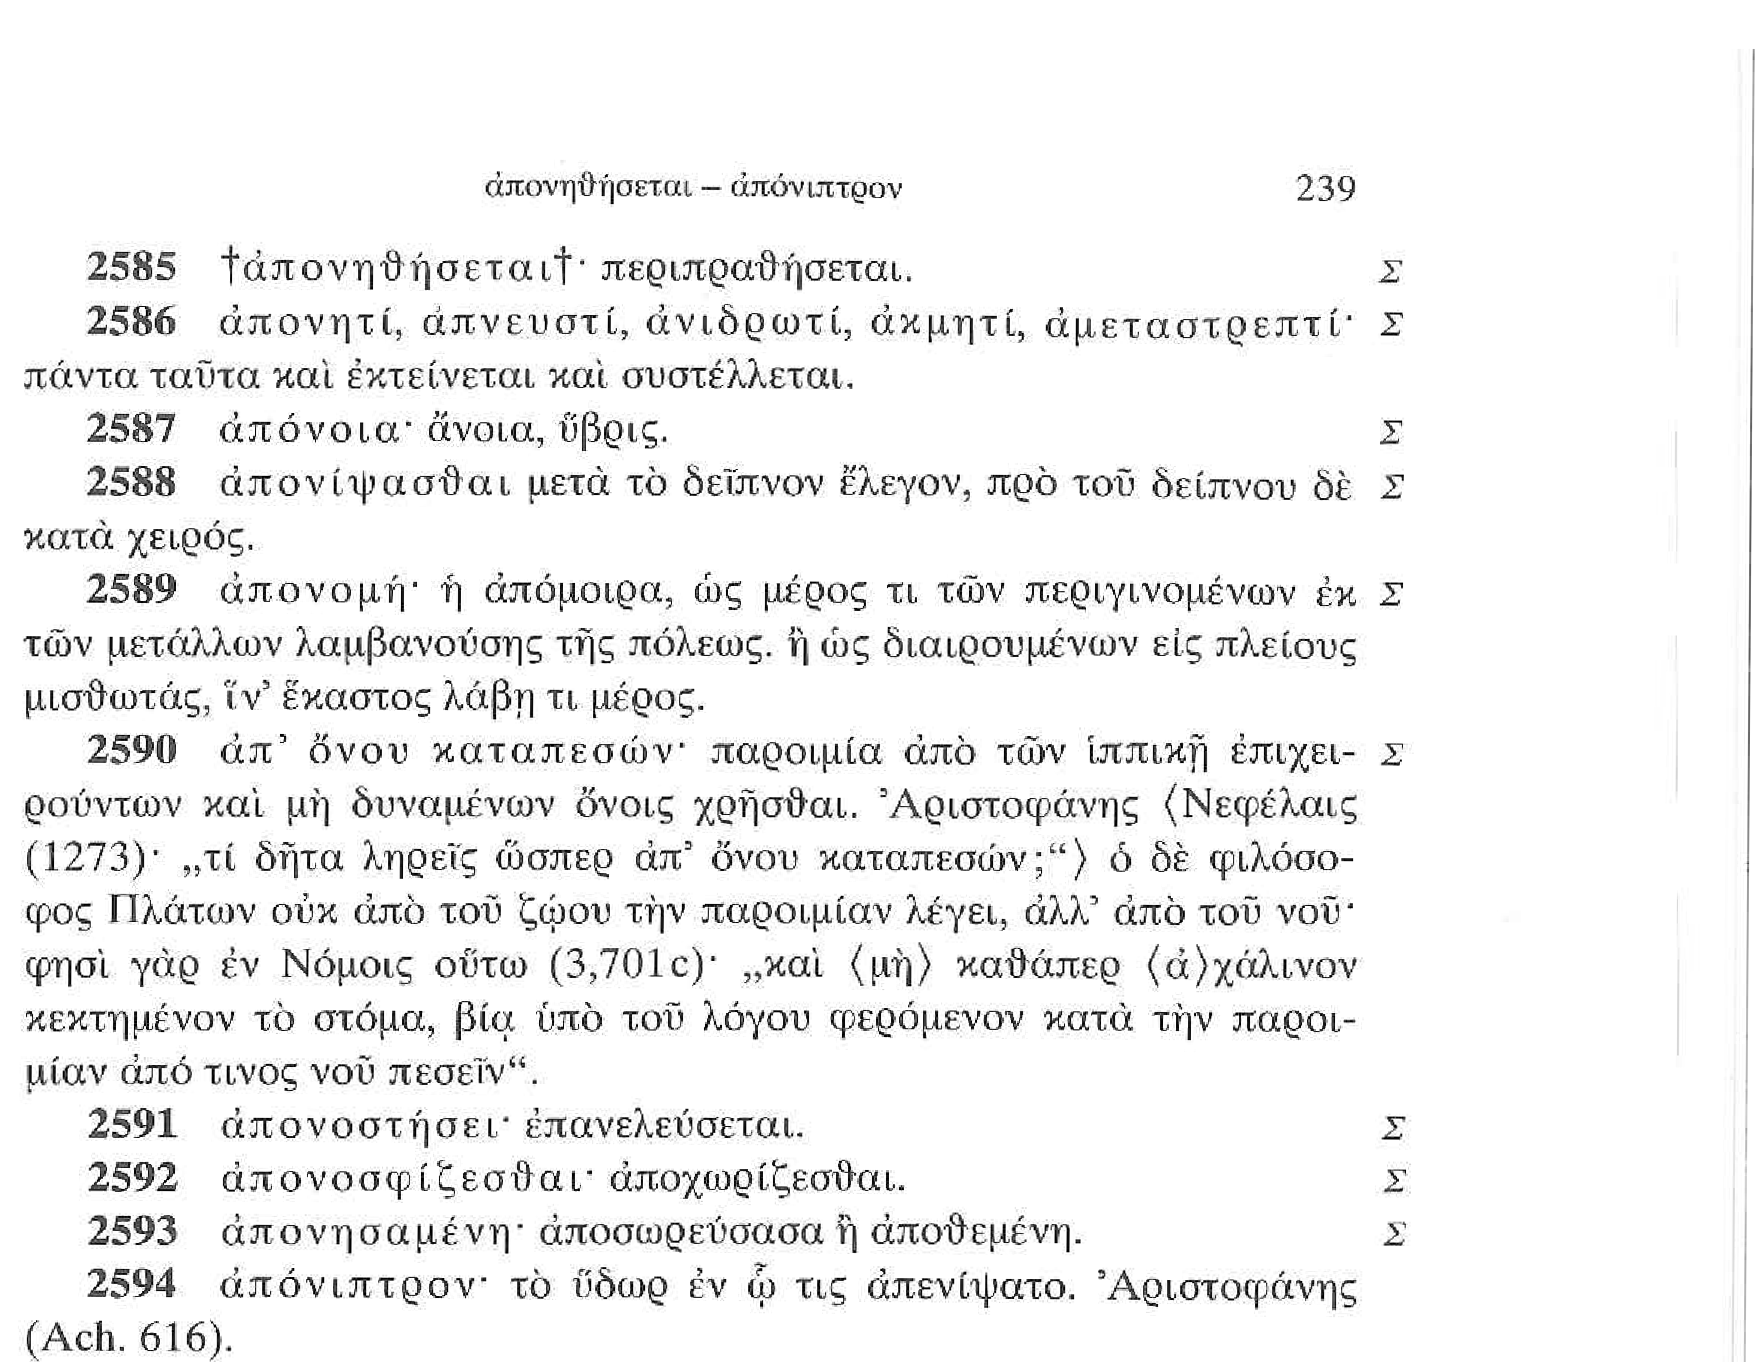 ἀπονηθήσεται – ἀπόνιπτρον 239
2585 †ἀπονηθήσεται†· περιπραθήσεται. Σ
2586 ἀπονητί, ἀπνευστί, ἀνιδρωτί, ἀκμητί, ἀμεταστρεπτί· Σ
πάντα ταῦτα καὶ ἐκτείνεται καὶ συστέλλεται.
2587 ἀπόνοια· ἄνοια, ὕβρις. Σ
2588 ἀπονίψασθαι μετὰ τὸ δεῖπνον ἔλεγον, πρὸ τοῦ δείπνου δὲ Σ
κατὰ χειρός.
2589 ἀπονομή· ἡ ἀπόμοιρα, ὡς μέρος τι τῶν περιγινομένων ἐκ Σ
τῶν μετάλλων λαμβανούσης τῆς πόλεως. ἢ ὡς διαιρουμένων εἰς πλείους
μισθωτάς, ἵν’ ἕκαστος λάβῃ τι μέρος.
2590 ἀπ’ ὄνου καταπεσών· παροιμία ἀπὸ τῶν ἱππικῇ ἐπιχει- Σ
ρούντων καὶ μὴ δυναμένων ὄνοις χρῆσθαι. Ἀριστοφάνης ⟨Νεφέλαις
(1273)· „τί δῆτα ληρεῖς ὥσπερ ἀπ’ ὄνου καταπεσών;“⟩ ὁ δὲ φιλόσο-
φος Πλάτων οὐκ ἀπὸ τοῦ ζῴου τὴν παροιμίαν λέγει, ἀλλ’ ἀπὸ τοῦ νοῦ·
φησὶ γὰρ ἐν Νόμοις οὕτω (3,701c)· „καὶ ⟨μὴ⟩ καθάπερ ⟨ἀ⟩χάλινον
κεκτημένον τὸ στόμα, βίᾳ ὑπὸ τοῦ λόγου φερόμενον κατὰ τὴν παροι-
μίαν ἀπό τινος νοῦ πεσεῖν“.
2591 ἀπονοστήσει· ἐπανελεύσεται. Σ
2592 ἀπονοσφίζεσθαι· ἀποχωρίζεσθαι. Σ
2593 ἀπονησαμένη· ἀποσωρεύσασα ἢ ἀποθεμένη. Σ
2594 ἀπόνιπτρον· τὸ ὕδωρ ἐν ᾧ τις ἀπενίψατο. Ἀριστοφάνης
(Ach. 616).